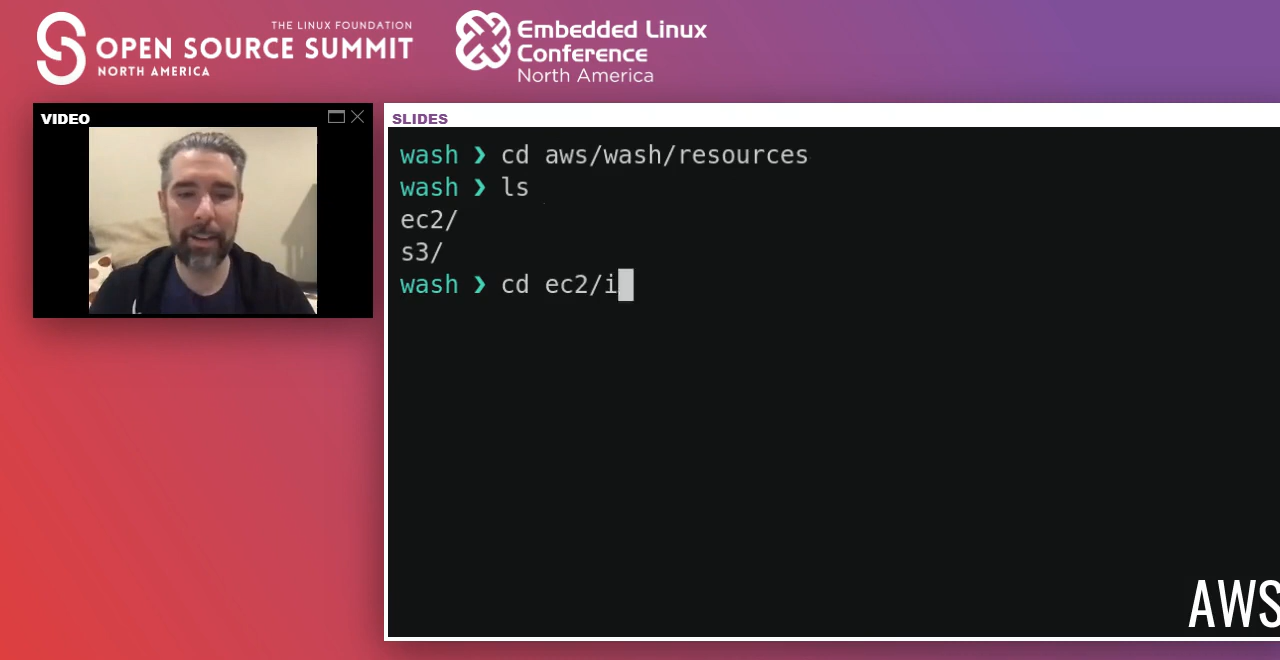 THE LINUX FOUNDATION
OPEN SOURCE SUMMIT
NORTH AMERICA
Embedded Linux
Conference
North America
VIDEO
SLIDES
wash ❯ cd aws/wash/resources
wash ❯ ls
ec2/
s3/
wash ❯ cd ec2/i
AWS